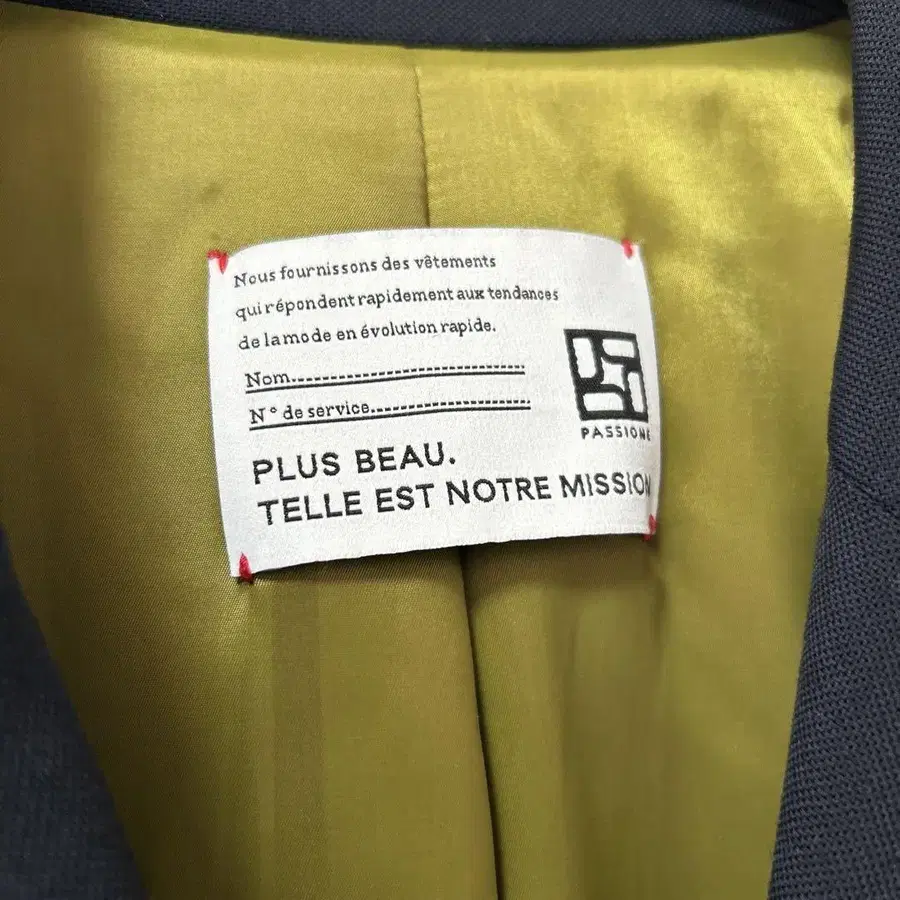 Nous fournissons des vêtements
qui répondent rapidement aux tendances
de la mode en évolution rapide.
Nom
N° de service
PASSIONE
PLUS BEAU.
TELLE EST NOTRE MISSION